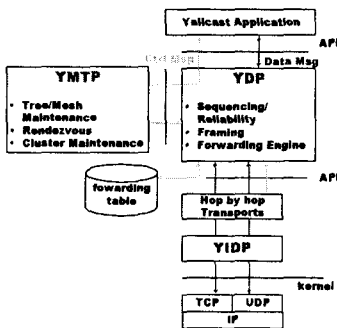 Yallcast Application
API
Ctrl Msg
Data Msg
YMTP
• Tree/Mesh
Maintenance
• Rendezvous
• Cluster Maintenance
YDP
• Sequencing/
Reliability
• Framing
• Forwarding Engine
API
fowarding
table
Hop by hop
Transports
YIDP
kernel
TCP
UDP
IP